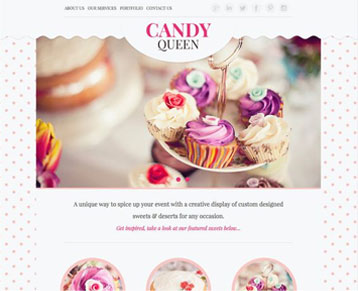 ABOUT US OUR SERVICES PORTFOLIO CONTACT US
CANDY
QUEEN
A unique way to spice up your event with a creative display of custom designed
sweets & deserts for any occasion.
Get inspired, take a look at our featured sweets below...